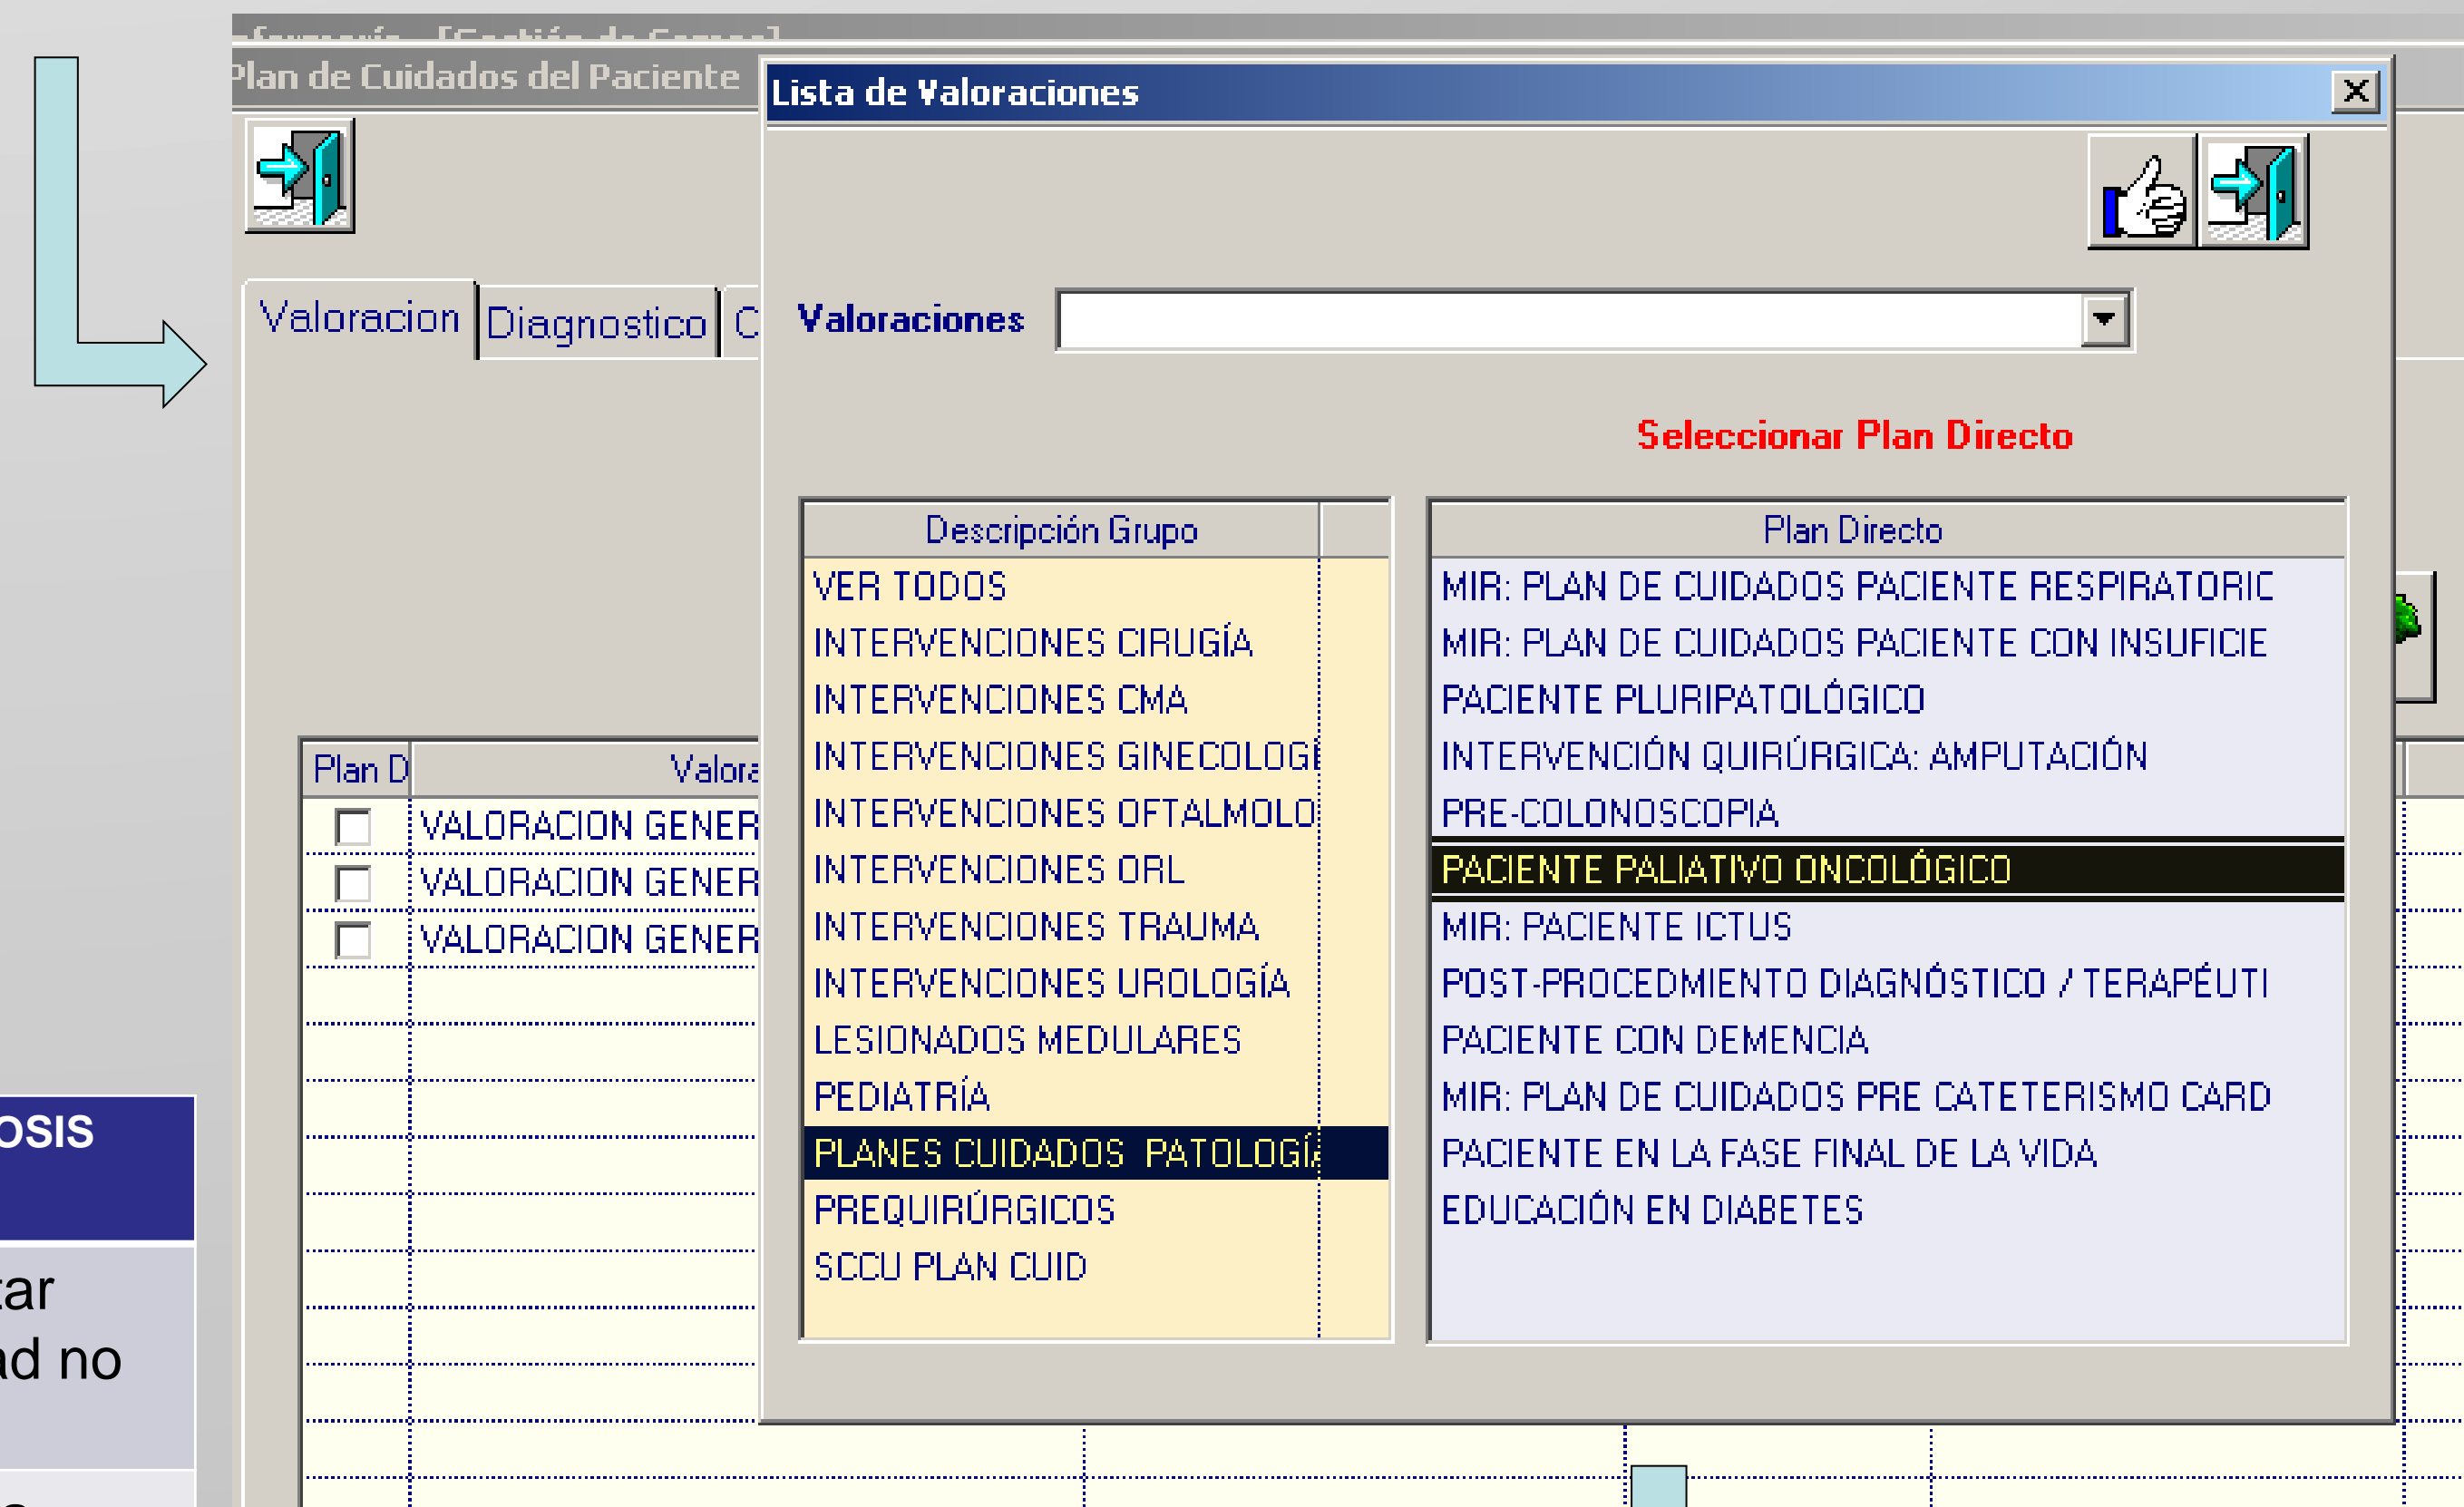 Plan de Cuidados del Paciente
Lista de Valoraciones
Valoracion
Diagnostico
C
Valoraciones
Seleccionar Plan Directo
Descripción Grupo
VER TODOS
INTERVENCIONES CIRUGÍA
INTERVENCIONES CMA
INTERVENCIONES GINECOLOGÍ
INTERVENCIONES OFTALMOLO
INTERVENCIONES ORL
INTERVENCIONES TRAUMA
INTERVENCIONES UROLOGÍA
LESIONADOS MEDULARES
PEDIATRÍA
PLANES CUIDADOS PATOLOGÍA
PREQUIRÚRGICOS
SCCU PLAN CUID
Plan Directo
MIR: PLAN DE CUIDADOS PACIENTE RESPIRATORIO
MIR: PLAN DE CUIDADOS PACIENTE CON INSUFICIE
PACIENTE PLURIPATOLÓGICO
INTERVENCIÓN QUIRÚRGICA: AMPUTACIÓN
PRE-COLONOSCOPIA
PACIENTE PALIATIVO ONCOLÓGICO
MIR: PACIENTE ICTUS
POST-PROCEDMIENTO DIAGNÓSTICO / TERAPÉUTI
PACIENTE CON DEMENCIA
MIR: PLAN DE CUIDADOS PRE CATETERISMO CARD
PACIENTE EN LA FASE FINAL DE LA VIDA
EDUCACIÓN EN DIABETES
Plan D
Valora
VALORACION GENER
VALORACION GENER
VALORACION GENER
OSIS
tar
ad no